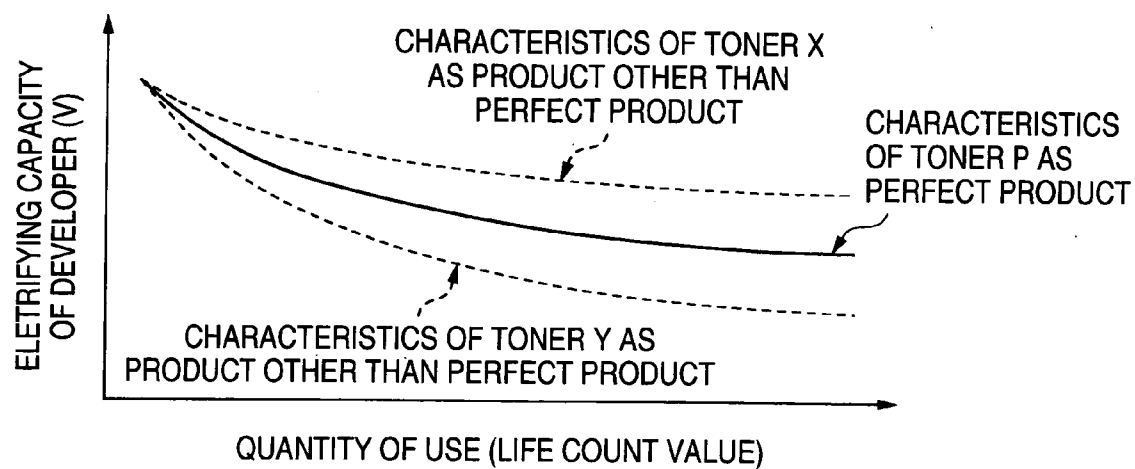 ELETRIFYING CAPACITY
OF DEVELOPER (V)
CHARACTERISTICS OF TONER X
AS PRODUCT OTHER THAN
PERFECT PRODUCT
CHARACTERISTICS
OF TONER P AS
PERFECT PRODUCT
CHARACTERISTICS OF TONER Y AS
PRODUCT OTHER THAN PERFECT PRODUCT
QUANTITY OF USE (LIFE COUNT VALUE)